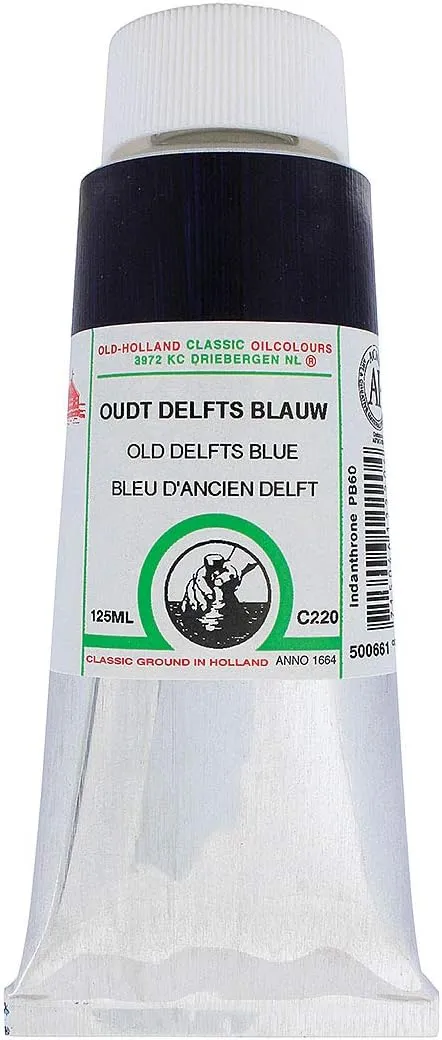 OLD-HOLLAND CLASSIC OILCOLOURS
3972 KC DRIEBERGEN NL ®
OUDT DELFTS BLAUW
OLD DELFTS BLUE
BLEU D'ANCIEN DELFT
125ML
C220
CLASSIC GROUND IN HOLLAND
ANNO 1664
Indanthrone PB60
500661